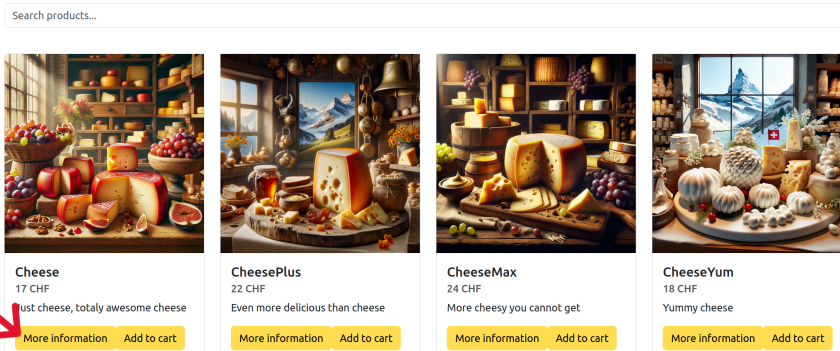 Search products...
Cheese
17 CHF
Just cheese, totaly awesome cheese
More information
Add to cart
CheesePlus
22 CHF
Even more delicious than cheese
More information
Add to cart
CheeseMax
24 CHF
More cheesy you cannot get
More information
Add to cart
CheeseYum
18 CHF
Yummy cheese
More information
Add to cart